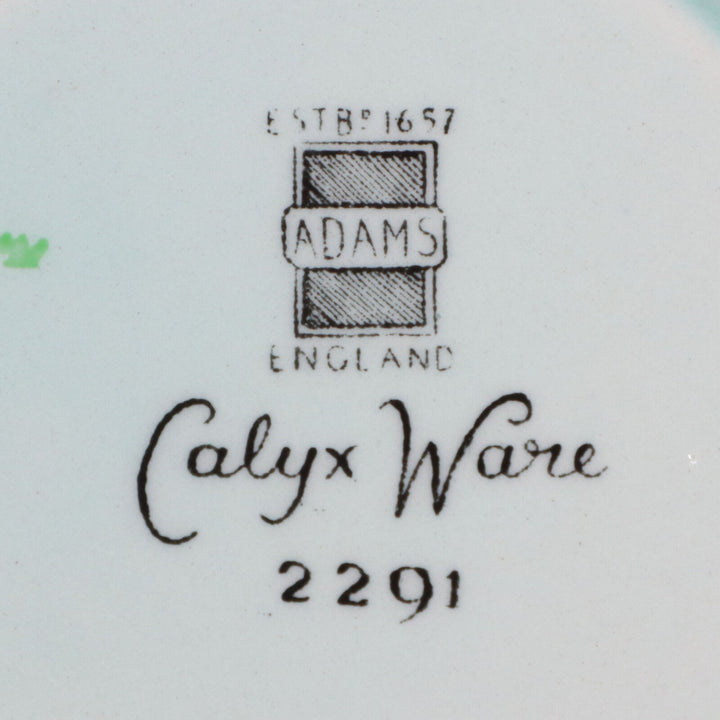 ESTBD 1657
ADAMS
ENGLAND
Calyx Ware
2291